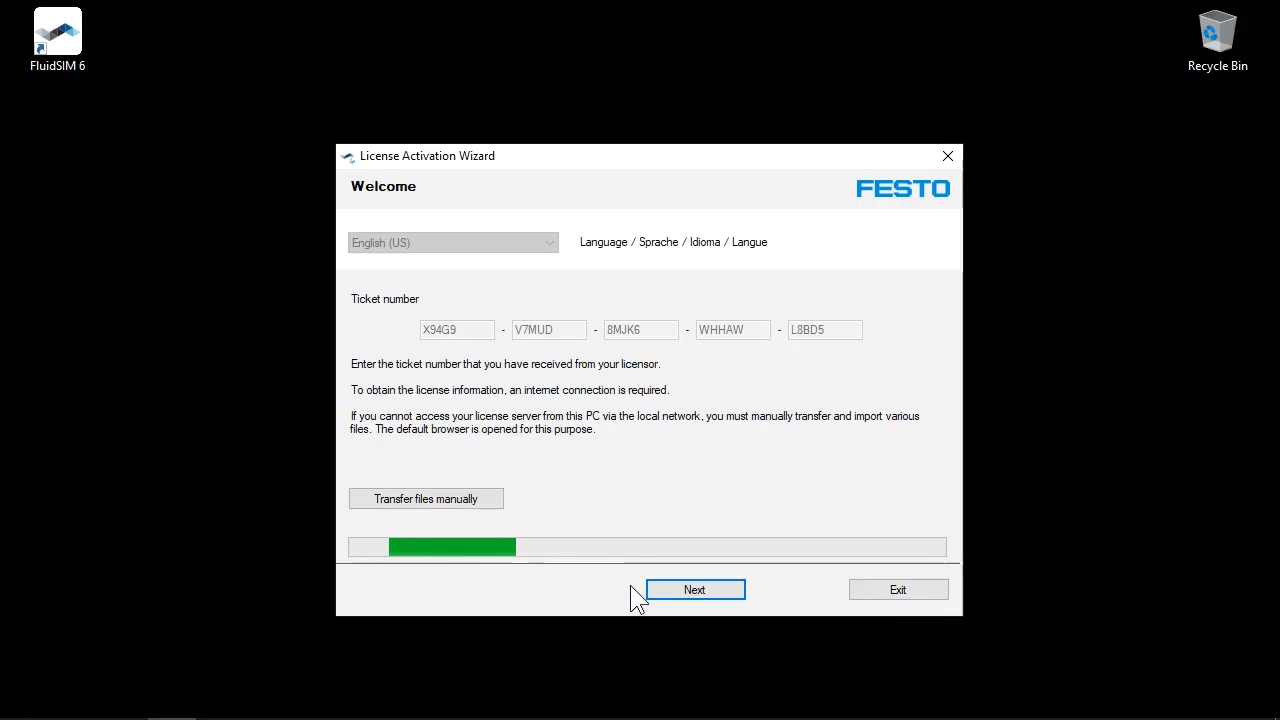 FluidSIM 6
Recycle Bin
License Activation Wizard
Welcome
FESTO
English (US)
Language / Sprache / Idioma / Langue
Ticket number
X94G9 - V7MUD - 8MJK6 - WHHAW - L8BD5
Enter the ticket number that you have received from your licensor.
To obtain the license information, an internet connection is required.
If you cannot access your license server from this PC via the local network, you must manually transfer and import various
files. The default browser is opened for this purpose.
Transfer files manually
Next
Exit